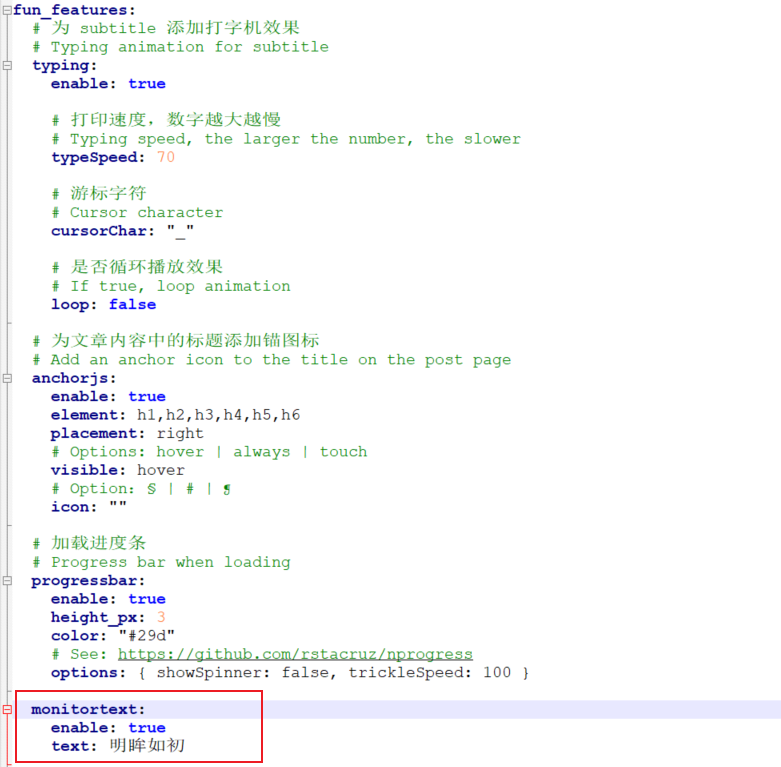 fun_features:
# 为 subtitle 添加打字机效果
# Typing animation for subtitle
typing:
enable: true
# 打印速度，数字越大越慢
# Typing speed, the larger the number, the slower
typeSpeed: 70
# 游标字符
# Cursor character
cursorChar: "_"
# 是否循环播放效果
# If true, loop animation
loop: false
# 为文章内容中的标题添加锚图标
# Add an anchor icon to the title on the post page
anchorjs:
enable: true
element: h1,h2,h3,h4,h5,h6
placement: right
# Options: hover | always | touch
visible: hover
# Option: § | # | ❡
icon: ""
# 加载进度条
# Progress bar when loading
progressbar:
enable: true
height_px: 3
color: "#29d"
# See: https://github.com/rstacruz/nprogress
options: { showSpinner: false, trickleSpeed: 100 }
monitortext:
enable: true
text: 明眸如初